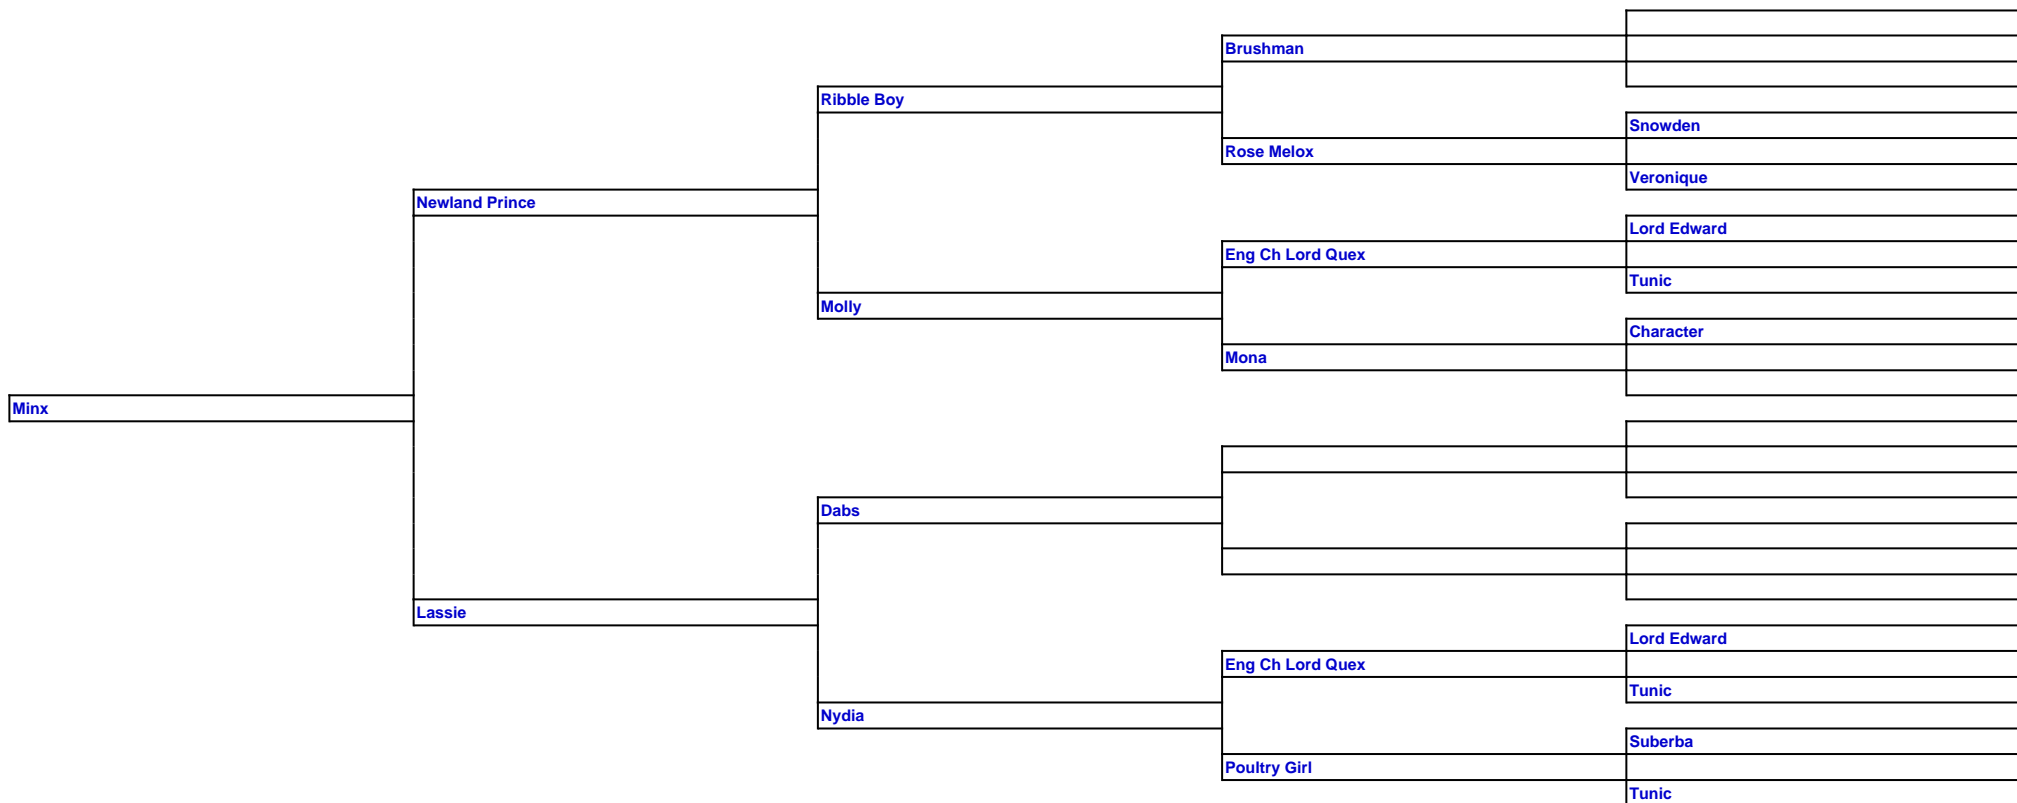 Brushman
Ribble Boy
Snowden
Rose Melox
Veronique
Newland Prince
Lord Edward
Eng Ch Lord Quex
Tunic
Molly
Character
Mona
Minx
Dabs
Lassie
Lord Edward
Eng Ch Lord Quex
Tunic
Nydia
Suberba
Poultry Girl
Tunic